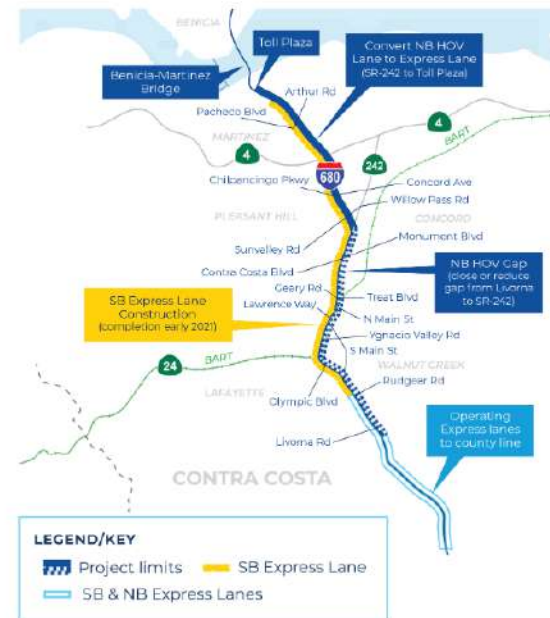 BENICIA
Toll Plaza
Convert NB HOV
Lane to Express Lane
(SR-242 to Toll Plaza)
Benicia-Martinez
Bridge
Arthur Rd
Pacheco Blvd
MARTINEZ
4
4
BART
242
680
Chilpancingo Pkwy
Concord Ave
Willow Pass Rd
PLEASANT HILL
CONCORD
Sunvalley Rd
Monument Blvd
Contra Costa Blvd
NB HOV Gap
(close or reduce
gap from Livorna
to SR-242)
Geary Rd
Treat Blvd
SB Express Lane
Construction
(completion early 2021)
Lawrence Way
N Main St
Ygnacio Valley Rd
S Main St
24
BART
WALNUT CREEK
Rudgear Rd
LAFAYETTE
Olympic Blvd
Livorna Rd
Operating
Express lanes
to county line
CONTRA COSTA
LEGEND/KEY
Project limits
SB Express Lane
SB & NB Express Lanes